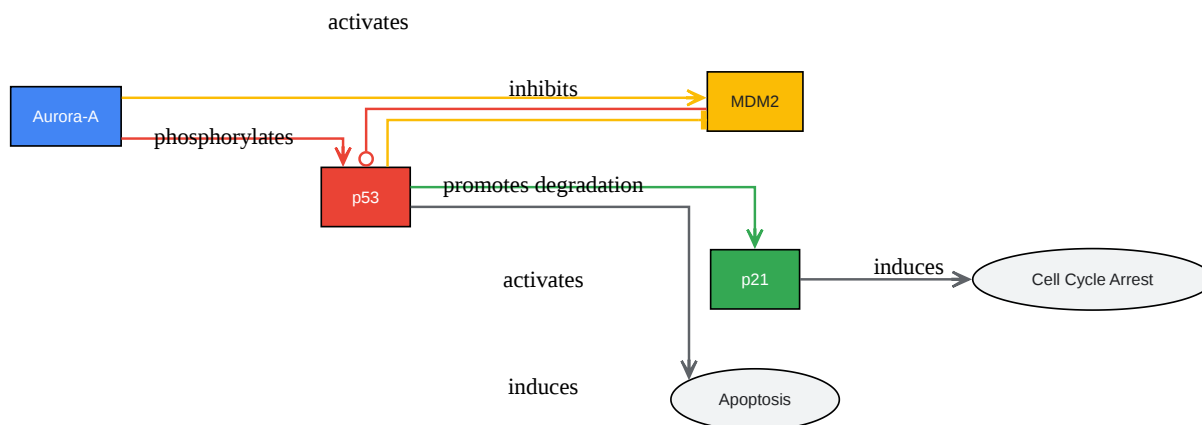 activates
inhibits
MDM2
Aurora-A
phosphorylates
promotes degradation
p53
activates
p21
induces
Cell Cycle Arrest
induces
Apoptosis